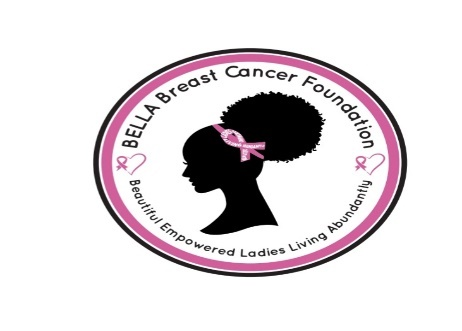 BELLA Breast Cancer Foundation
Beautiful Empowered Ladies Living Abundantly